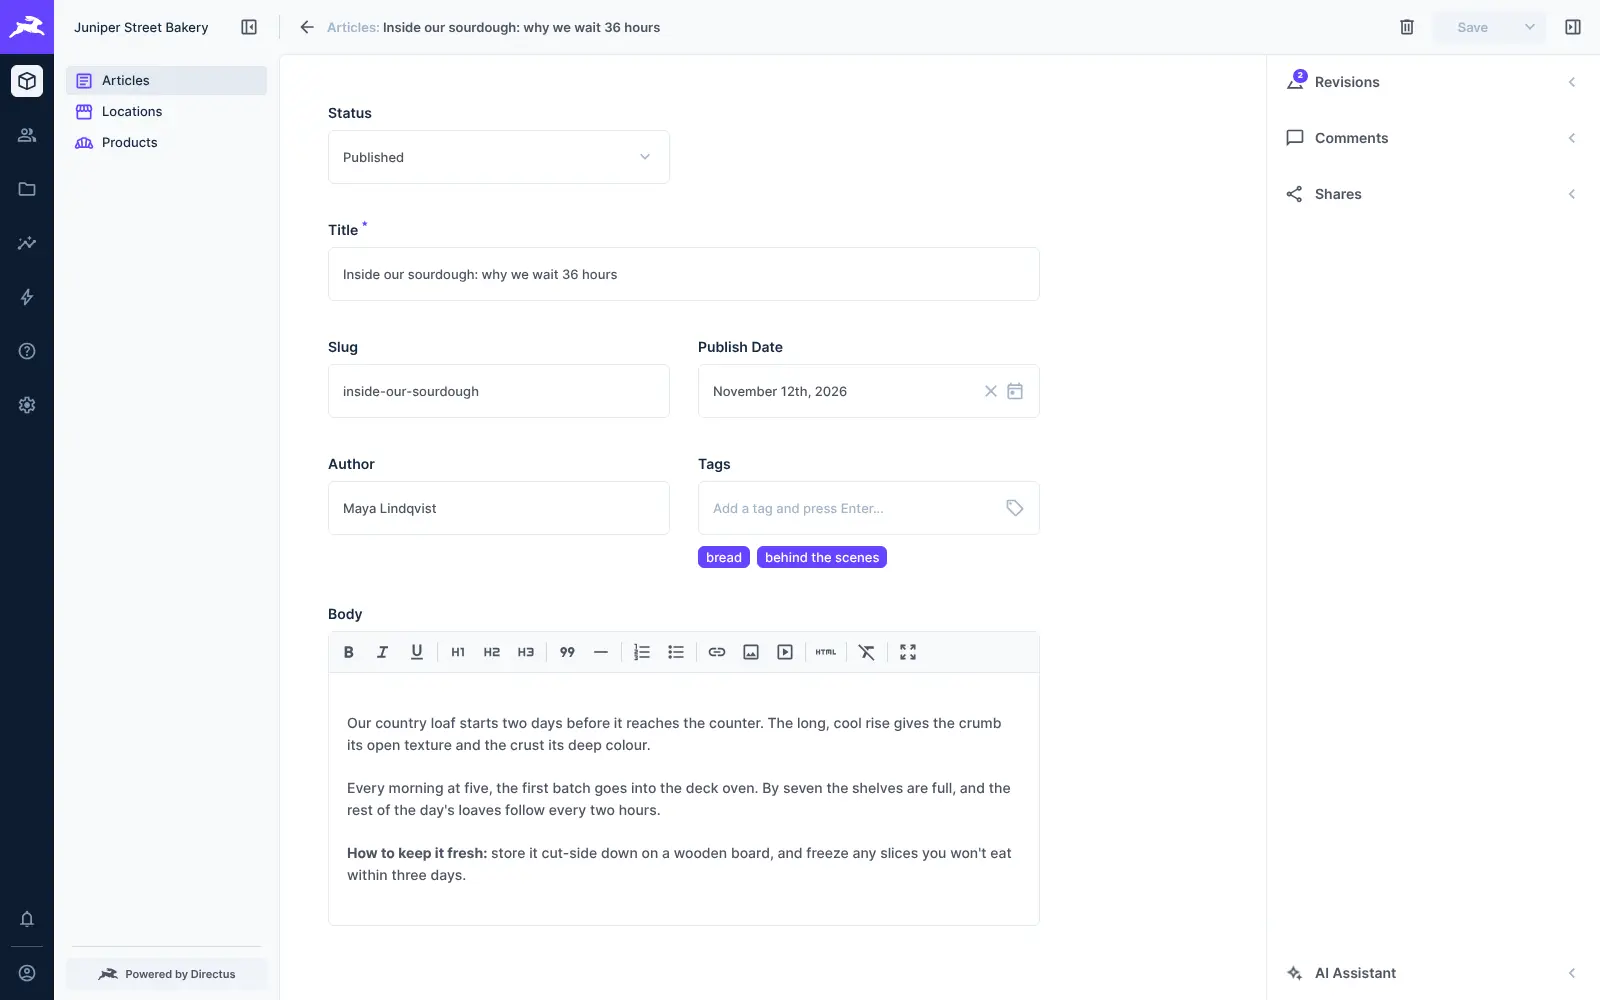 Juniper Street Bakery
Articles: Inside our sourdough: why we wait 36 hours
Save
Articles
Locations
Products
Status
Published
Title *
Inside our sourdough: why we wait 36 hours
Slug
inside-our-sourdough
Publish Date
November 12th, 2026
Author
Maya Lindqvist
Tags
Add a tag and press Enter...
bread
behind the scenes
Body
B I U H1 H2 H3 99 HTML
Our country loaf starts two days before it reaches the counter. The long, cool rise gives the crumb
its open texture and the crust its deep colour.
Every morning at five, the first batch goes into the deck oven. By seven the shelves are full, and the
rest of the day's loaves follow every two hours.
How to keep it fresh: store it cut-side down on a wooden board, and freeze any slices you won't eat
within three days.
2
Revisions
Comments
Shares
AI Assistant
Powered by Directus